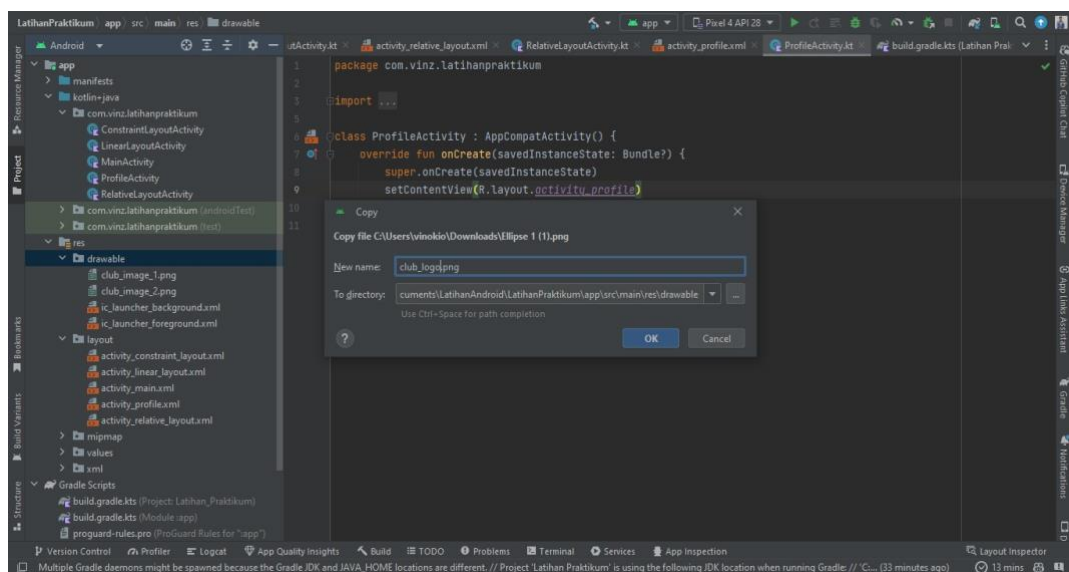 LatihanPraktikum app src main res drawable
app
Pixel 4 API 28
Android
utActivity.kt
activity_relative_layout.xml
RelativeLayoutActivity.kt
activity_profile.xml
ProfileActivity.kt
build.gradle.kts (Latihan Prak
Resource Manager
Project
Bookmarks
Build Variants
Structure
app
manifests
kotlin+java
com.vinz.latihanpraktikum
ConstraintLayoutActivity
LinearLayoutActivity
MainActivity
ProfileActivity
RelativeLayoutActivity
com.vinz.latihanpraktikum (androidTest)
com.vinz.latihanpraktikum (test)
res
drawable
club_image_1.png
club_image_2.png
ic_launcher_background.xml
ic_launcher_foreground.xml
layout
activity_constraint_layout.xml
activity_linear_layout.xml
activity_main.xml
activity_profile.xml
activity_relative_layout.xml
mipmap
values
xml
Gradle Scripts
build.gradle.kts (Project: Latihan_Praktikum)
build.gradle.kts (Module :app)
proguard-rules.pro (ProGuard Rules for ":app")
1 package com.vinz.latihanpraktikum
2
3 import ...
5
6 class ProfileActivity : AppCompatActivity() {
7 override fun onCreate(savedInstanceState: Bundle?) {
8 super.onCreate(savedInstanceState)
9 setContentView(R.layout.activity_profile)
10
11
Copy
Copy file C:\Users\vinokio\Downloads\Ellipse 1 (1).png
New name: club_logo.png
To directory: cuments\LatihanAndroid\LatihanPraktikum\app\src\main\res\drawable
Use Ctrl+Space for path completion
?
OK Cancel
GitHub Copilot Chat
Device Manager
App Links Assistant
Gradle
Notifications
Version Control Profiler Logcat App Quality Insights Build TODO Problems Terminal Services App Inspection Layout Inspector
Multiple Gradle daemons might be spawned because the Gradle JDK and JAVA_HOME locations are different. // Project 'Latihan Praktikum' is using the following JDK location when running Gradle: // 'C:... (33 minutes ago) 13 mins